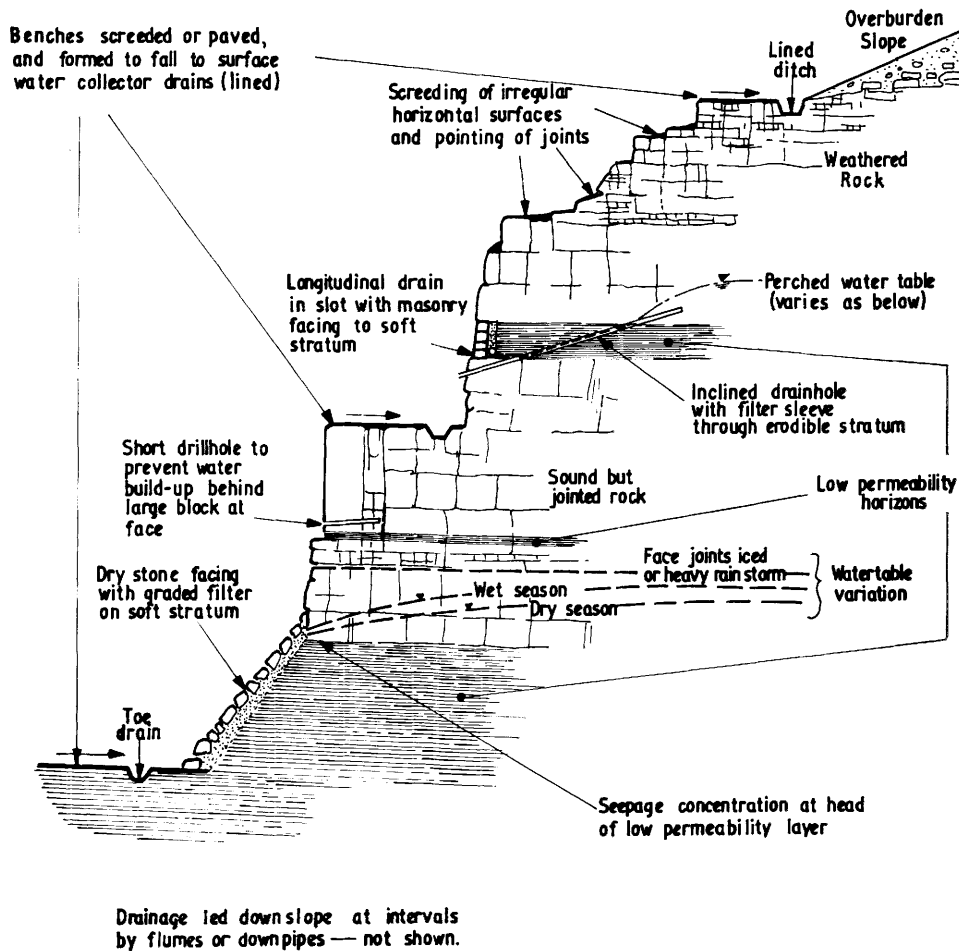 Overburden
Slope
Benches screeded or paved,
and formed to fall to surface
water collector drains (lined)
Lined
ditch
Screeding of irregular
horizontal surfaces
and pointing of joints
Weathered
Rock
Longitudinal drain
in slot with masonry
facing to soft
stratum
Perched water table
(varies as below)
Inclined drainhole
with filter sleeve
through erodible stratum
Short drillhole to
prevent water
build-up behind
large block at
face
Sound but
jointed rock
Low permeability
horizons
Face joints iced
or heavy rain storm
Watertable
variation
Wet season
Dry season
Dry stone facing
with graded filter
on soft stratum
Toe
drain
Seepage concentration at head
of low permeability layer
Drainage led down slope at intervals
by flumes or downpipes — not shown.